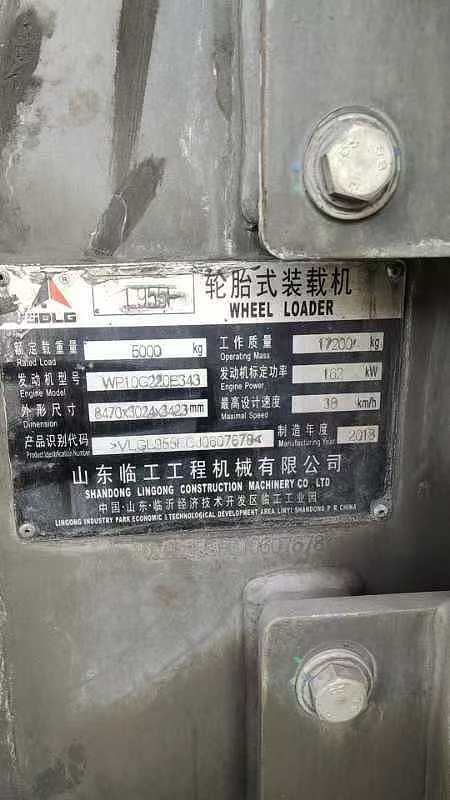 SDLG L955F 轮胎式装载机
WHEEL LOADER
额定载重量 5000 kg 工作质量 17200 kg
Rated Load Operating Mass
发动机型号 WP10G220E343 发动机标定功率 162 kW
Engine Model Engine Power
外形尺寸 8470x3024x3423 mm 最高设计速度 38 km/h
Dimension Maximal Speed
产品识别代码 制造年度 2018
Product Identification Number Manufacturing Year
山东临工工程机械有限公司
SHANDONG LINGONG CONSTRUCTION MACHINERY CO LTD
中国·山东·临沂经济技术开发区临工工业园
LINGONG INDUSTRY PARK ECONOMIC & TECHNOLOGICAL DEVELOPMENT AREA LINYI SHANDONG P R CHINA